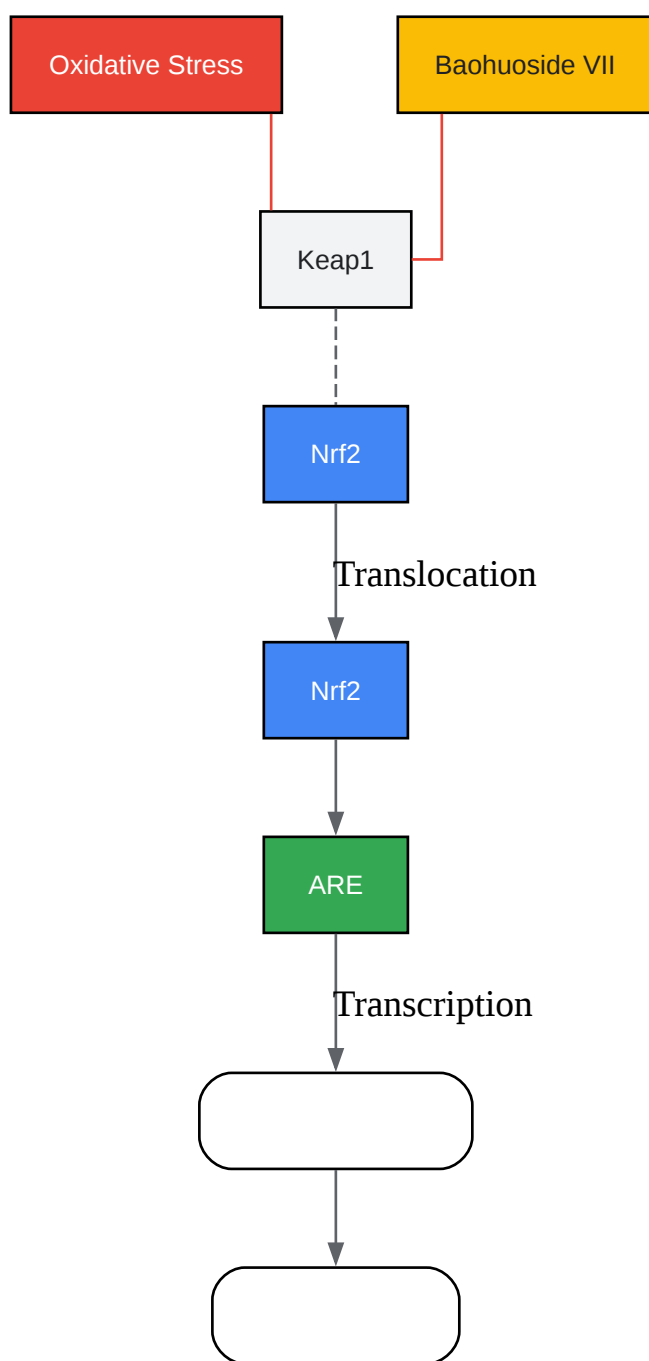 Oxidative Stress
Baohuoside VII
Keap1
Nrf2
Translocation
Nrf2
ARE
Transcription